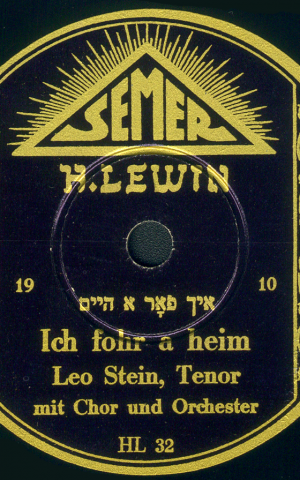 SEMER
H. LEWIN
19 10
איך פֿאָר א היים
Ich fohr a heim
Leo Stein, Tenor
mit Chor und Orchester
HL 32